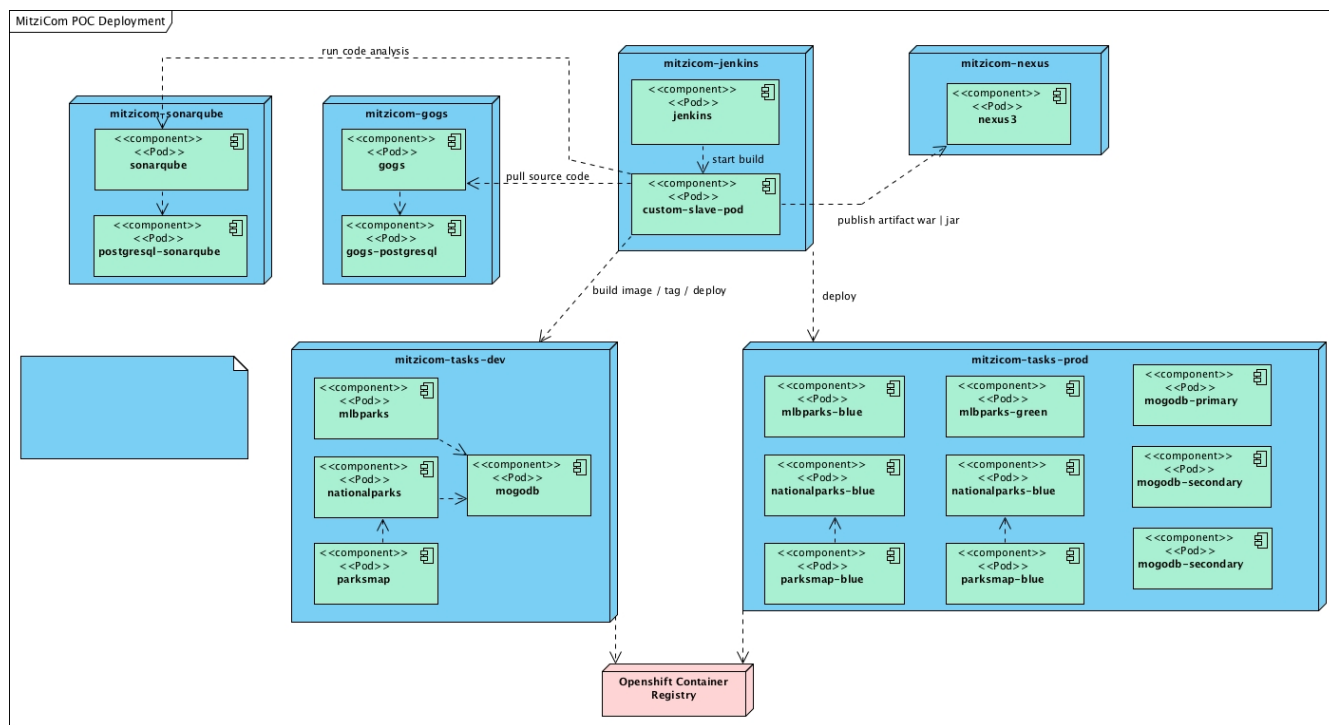 MitziCom POC Deployment
run code analysis
mitzicom-sonarqube
<<component>>
<<Pod>>
sonarqube
<<component>>
<<Pod>>
postgresql-sonarqube
mitzicom-gogs
<<component>>
<<Pod>>
gogs
<<component>>
<<Pod>>
gogs-postgresql
pull source code
mitzicom-jenkins
<<component>>
<<Pod>>
jenkins
start build
<<component>>
<<Pod>>
custom-slave-pod
mitzicom-nexus
<<component>>
<<Pod>>
nexus3
publish artifact war | jar
build image / tag / deploy
deploy
mitzicom-tasks-dev
<<component>>
<<Pod>>
mlbparks
<<component>>
<<Pod>>
nationalparks
<<component>>
<<Pod>>
mogodb
<<component>>
<<Pod>>
parksmap
mitzicom-tasks-prod
<<component>>
<<Pod>>
mlbparks-blue
<<component>>
<<Pod>>
mlbparks-green
<<component>>
<<Pod>>
mogodb-primary
<<component>>
<<Pod>>
nationalparks-blue
<<component>>
<<Pod>>
nationalparks-blue
<<component>>
<<Pod>>
mogodb-secondary
<<component>>
<<Pod>>
parksmap-blue
<<component>>
<<Pod>>
parksmap-blue
<<component>>
<<Pod>>
mogodb-secondary
Openshift Container
Registry